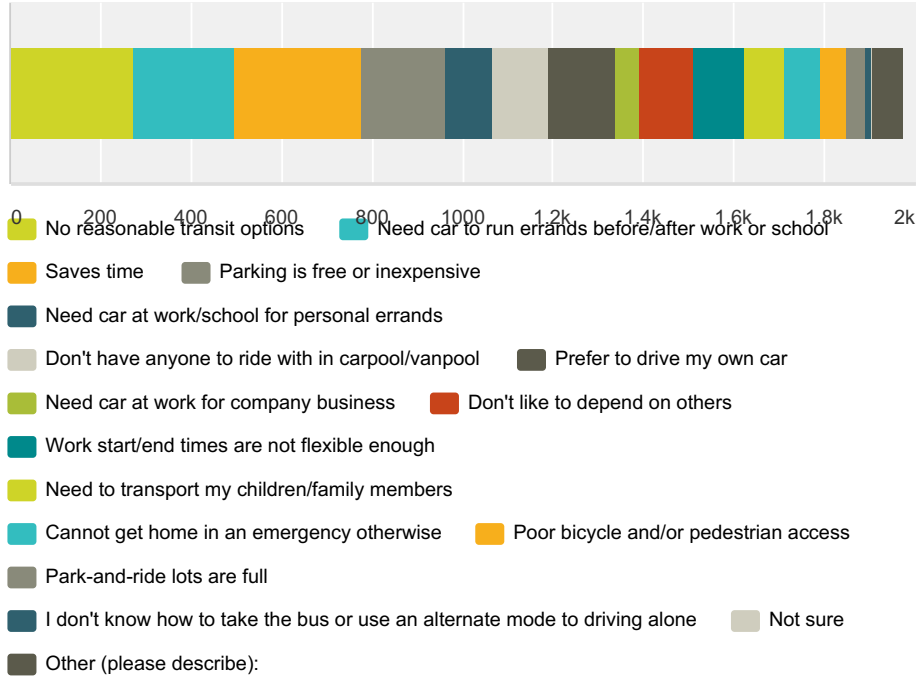 0 200 400 600 800 1000 1.2k 1.4k 1.6k 1.8k 2k
No reasonable transit options Need car to run errands before/after work or school
Saves time Parking is free or inexpensive
Need car at work/school for personal errands
Don't have anyone to ride with in carpool/vanpool Prefer to drive my own car
Need car at work for company business Don't like to depend on others
Work start/end times are not flexible enough
Need to transport my children/family members
Cannot get home in an emergency otherwise Poor bicycle and/or pedestrian access
Park-and-ride lots are full
I don't know how to take the bus or use an alternate mode to driving alone Not sure
Other (please describe):